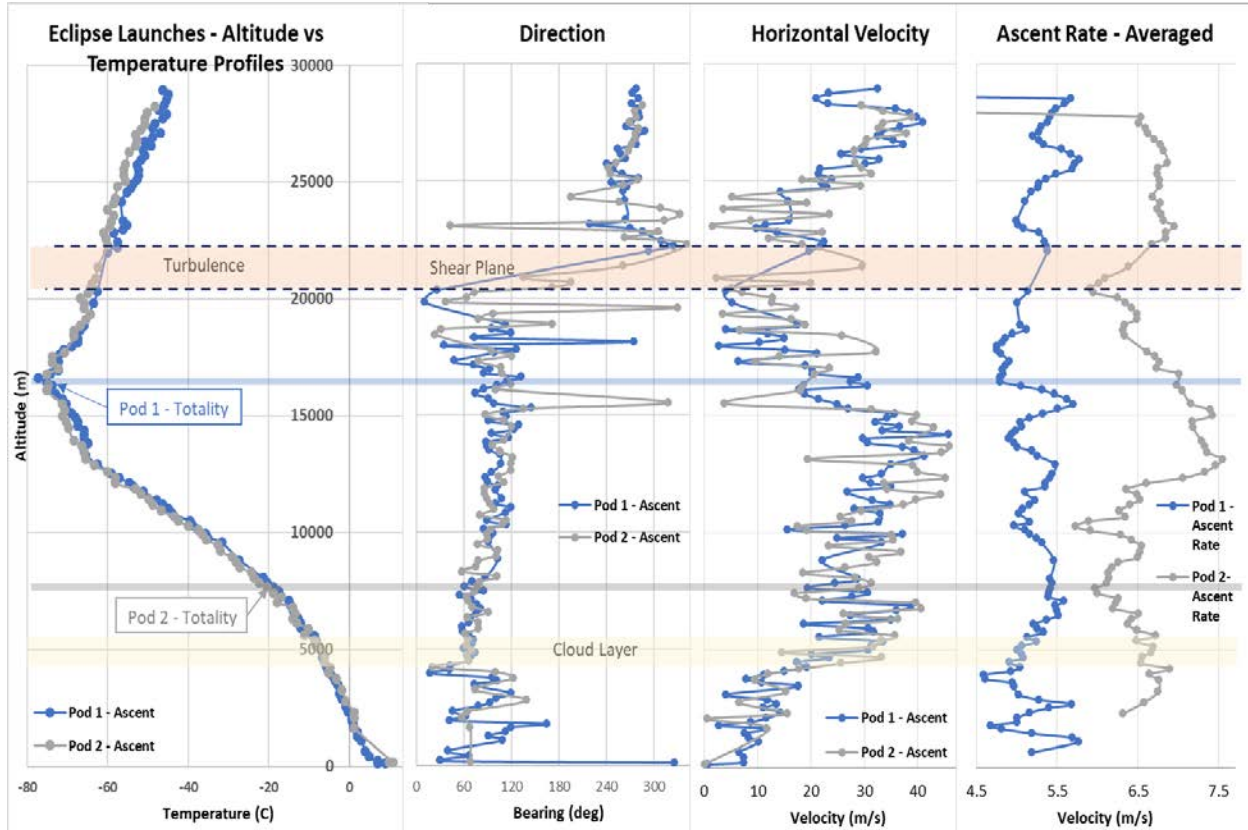 Eclipse Launches - Altitude vs
Temperature Profiles
Direction
Horizontal Velocity
Ascent Rate - Averaged
30000
25000
20000
15000
10000
5000
0
Altitude (m)
Turbulence
Shear Plane
Pod 1 - Totality
Pod 2 - Totality
Cloud Layer
Pod 1 - Ascent
Pod 2 - Ascent
Pod 1 - Ascent
Pod 2 - Ascent
Pod 1 - Ascent
Pod 2 - Ascent
Pod 1 -
Ascent
Rate
Pod 2-
Ascent
Rate
-80 -60 -40 -20 0
0 60 120 180 240 300
0 10 20 30 40
4.5 5.5 6.5 7.5
Temperature (C)
Bearing (deg)
Velocity (m/s)
Velocity (m/s)